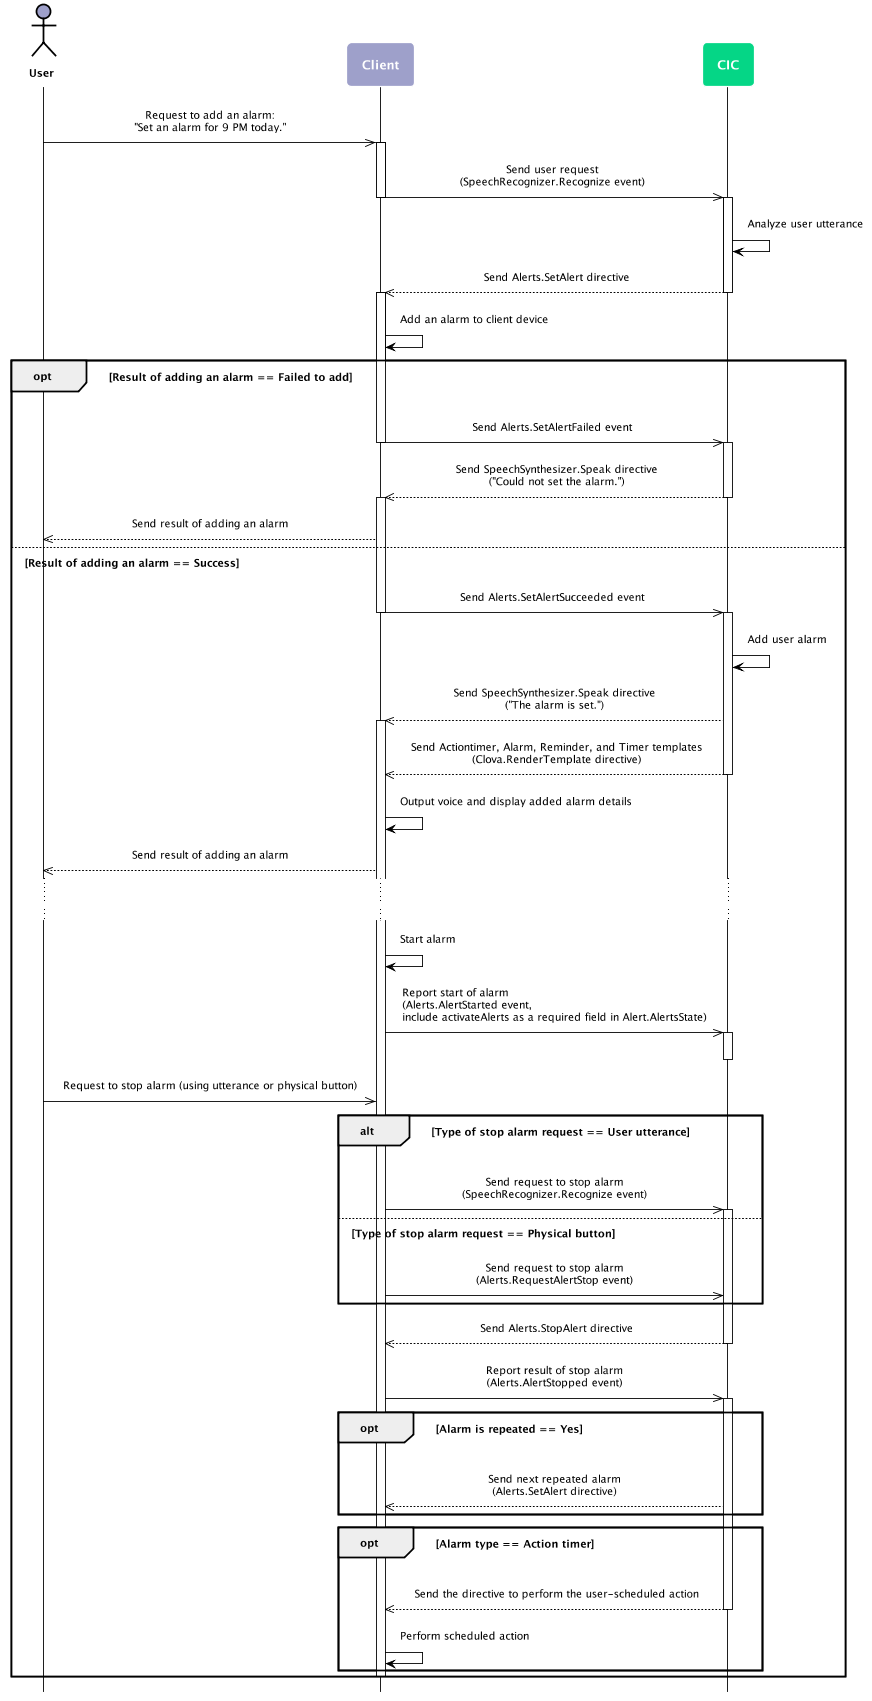 User
Client
CIC
Request to add an alarm:
"Set an alarm for 9 PM today."
Send user request
(SpeechRecognizer.Recognize event)
Analyze user utterance
Send Alerts.SetAlert directive
Add an alarm to client device
opt
[Result of adding an alarm == Failed to add]
Send Alerts.SetAlertFailed event
Send SpeechSynthesizer.Speak directive
("Could not set the alarm.")
Send result of adding an alarm
[Result of adding an alarm == Success]
Send Alerts.SetAlertSucceeded event
Add user alarm
Send SpeechSynthesizer.Speak directive
("The alarm is set.")
Send Actiontimer, Alarm, Reminder, and Timer templates
(Clova.RenderTemplate directive)
Output voice and display added alarm details
Send result of adding an alarm
Start alarm
Report start of alarm
(Alerts.AlertStarted event,
include activateAlerts as a required field in Alert.AlertsState)
Request to stop alarm (using utterance or physical button)
alt
[Type of stop alarm request == User utterance]
Send request to stop alarm
(SpeechRecognizer.Recognize event)
[Type of stop alarm request == Physical button]
Send request to stop alarm
(Alerts.RequestAlertStop event)
Send Alerts.StopAlert directive
Report result of stop alarm
(Alerts.AlertStopped event)
opt
[Alarm is repeated == Yes]
Send next repeated alarm
(Alerts.SetAlert directive)
opt
[Alarm type == Action timer]
Send the directive to perform the user-scheduled action
Perform scheduled action